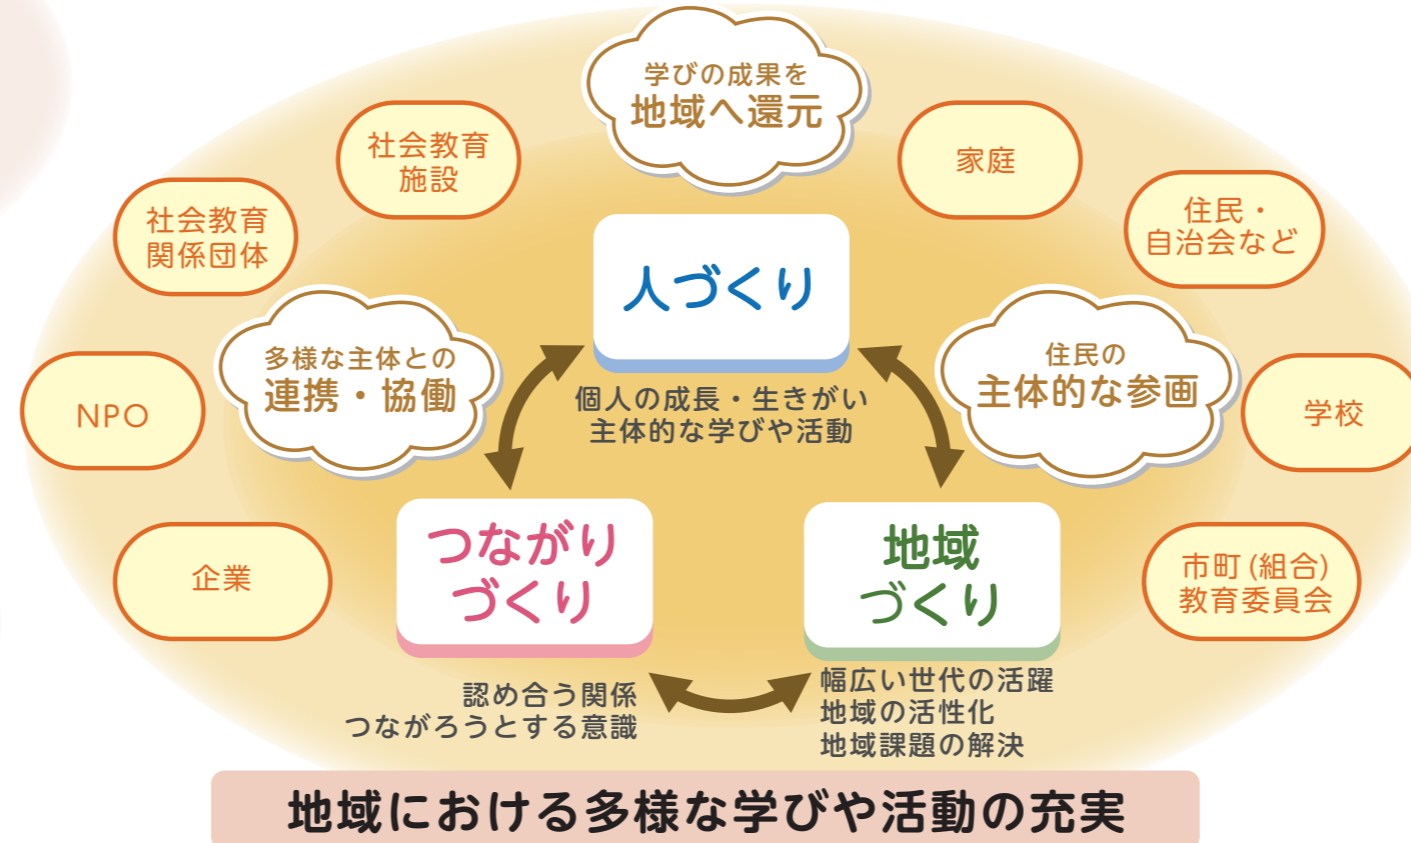 学びの成果を
地域へ還元
社会教育
施設
家庭
社会教育
関係団体
住民・
自治会など
人づくり
多様な主体との
連携・協働
住民の
主体的な参画
NPO
個人の成長・生きがい
主体的な学びや活動
学校
つながり
づくり
地域
づくり
企業
市町(組合)
教育委員会
認め合う関係
つながろうとする意識
幅広い世代の活躍
地域の活性化
地域課題の解決
地域における多様な学びや活動の充実